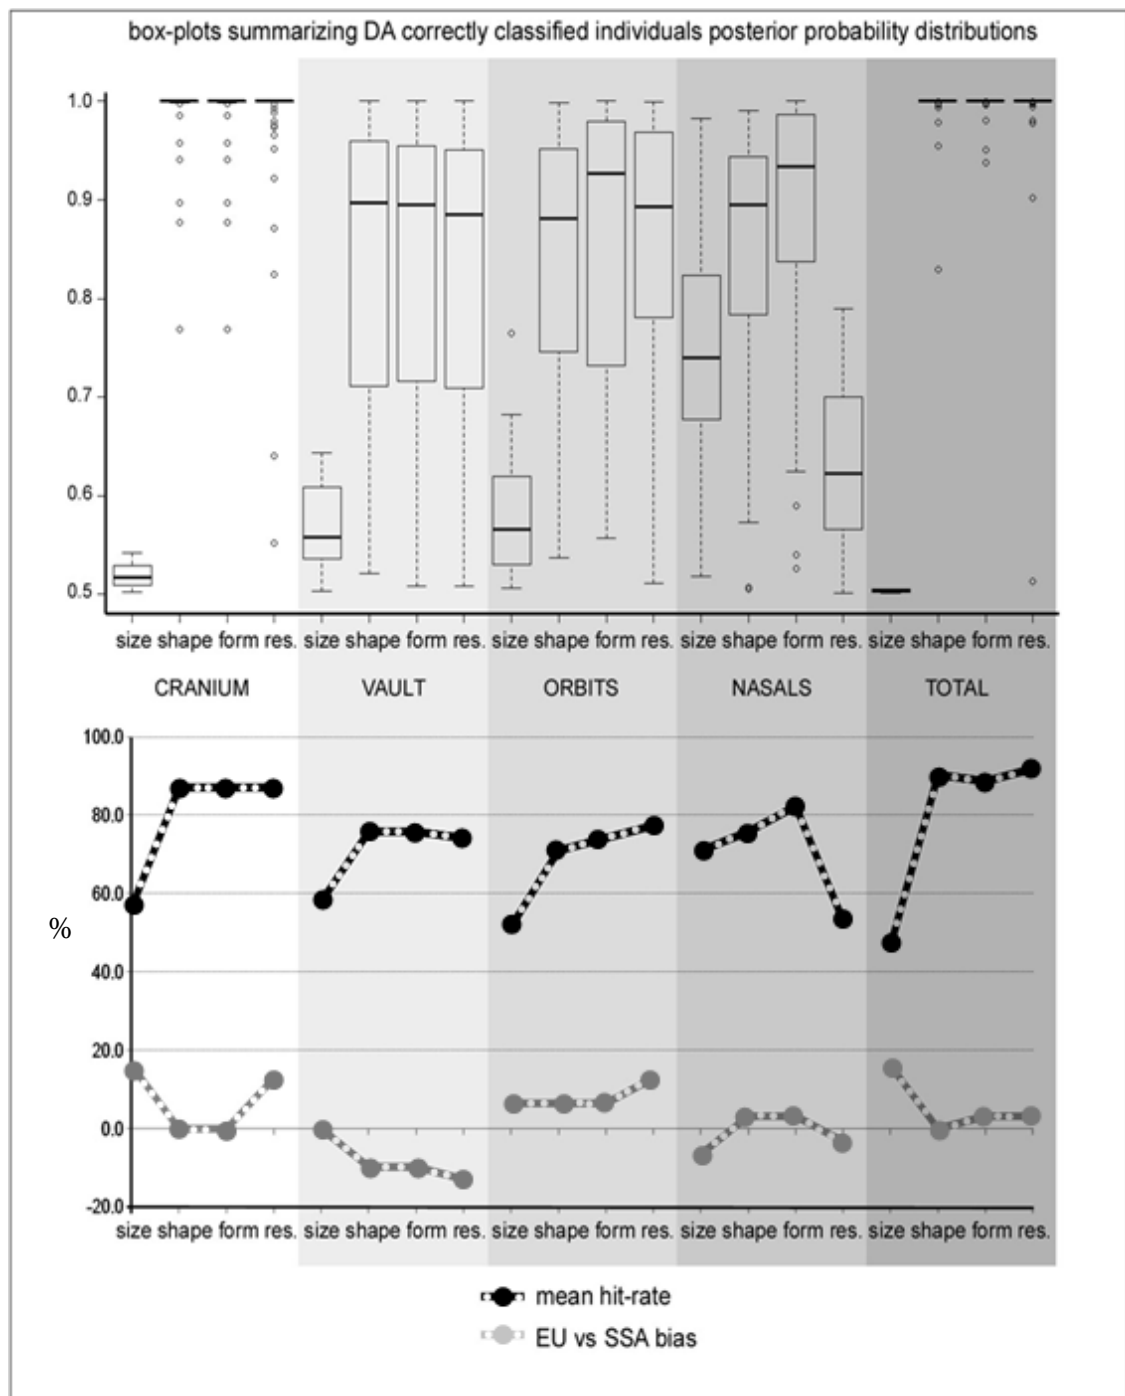 box-plots summarizing DA correctly classified individuals posterior probability distributions
1.0
0.9
0.8
0.7
0.6
0.5
size shape form res. size shape form res. size shape form res. size shape form res. size shape form res.
CRANIUM VAULT ORBITS NASALS TOTAL
100.0
80.0
60.0
%
40.0
20.0
0.0
-20.0
size shape form res. size shape form res. size shape form res. size shape form res. size shape form res.
mean hit-rate
EU vs SSA bias